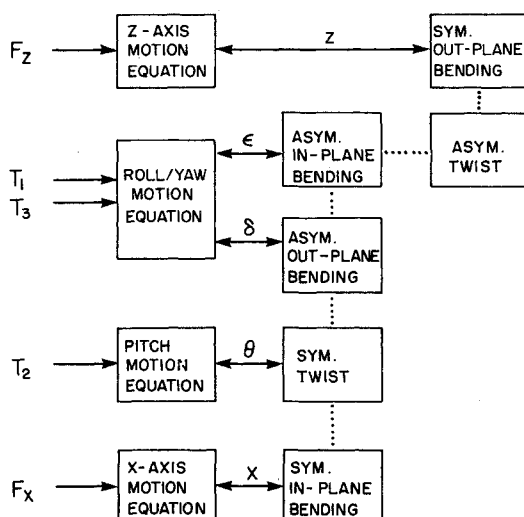 F_Z
Z-AXIS
MOTION
EQUATION
Z
SYM.
OUT-PLANE
BENDING
T_1
T_3
ROLL/YAW
MOTION
EQUATION
ϵ
ASYM.
IN-PLANE
BENDING
ASYM.
TWIST
δ
ASYM.
OUT-PLANE
BENDING
T_2
PITCH
MOTION
EQUATION
θ
SYM.
TWIST
F_X
X-AXIS
MOTION
EQUATION
X
SYM.
IN-PLANE
BENDING